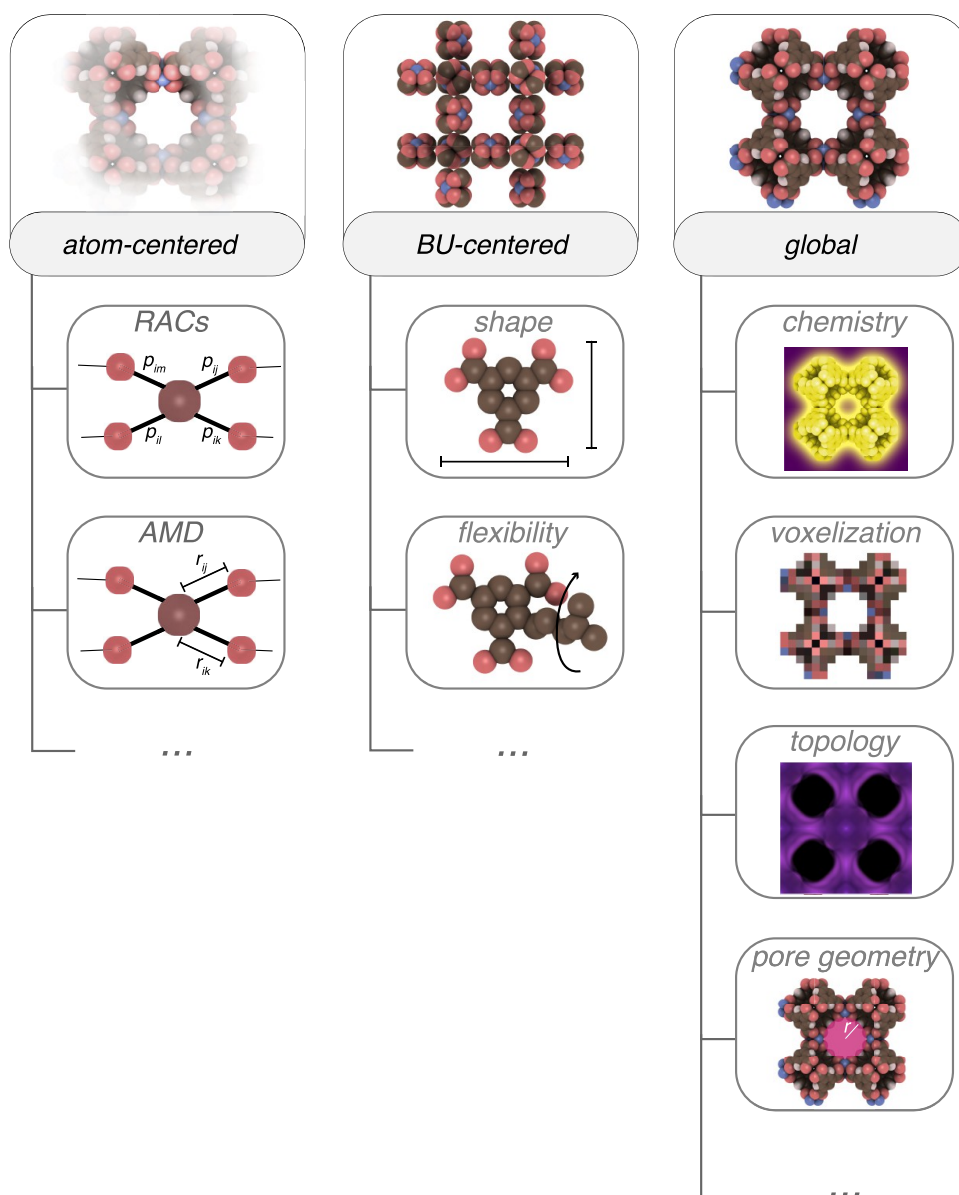 atom-centered
BU-centered
global
RACs
p_im
p_ij
p_il
p_ik
AMD
r_ij
r_ik
...
shape
flexibility
...
chemistry
voxelization
topology
pore geometry
r
...